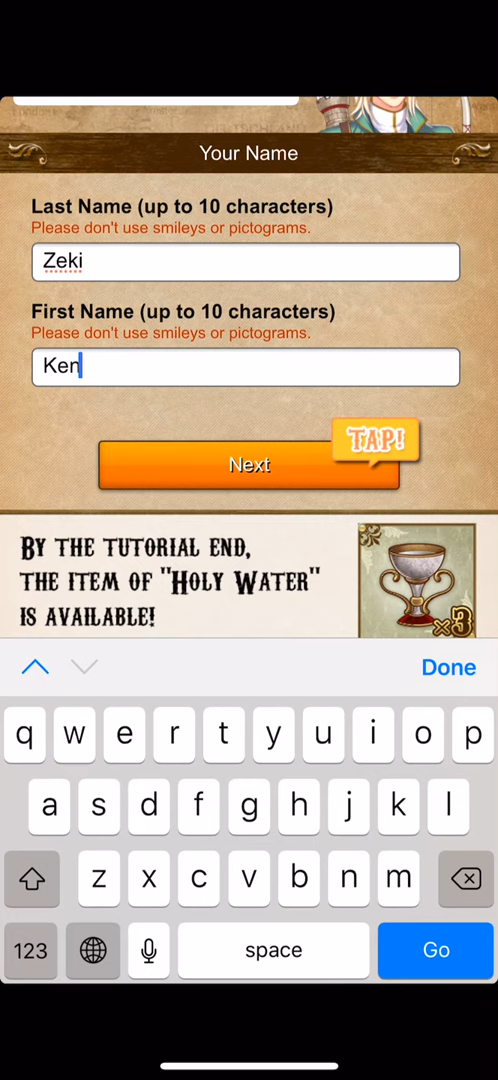 Your Name
Last Name (up to 10 characters)
Please don't use smileys or pictograms.
Zeki
First Name (up to 10 characters)
Please don't use smileys or pictograms.
Ken
TAP!
Next
BY THE TUTORIAL END,
THE ITEM OF "HOLY WATER"
IS AVAILABLE!
×3
Done
q w e r t y u i o p
a s d f g h j k l
z x c v b n m
123 space Go